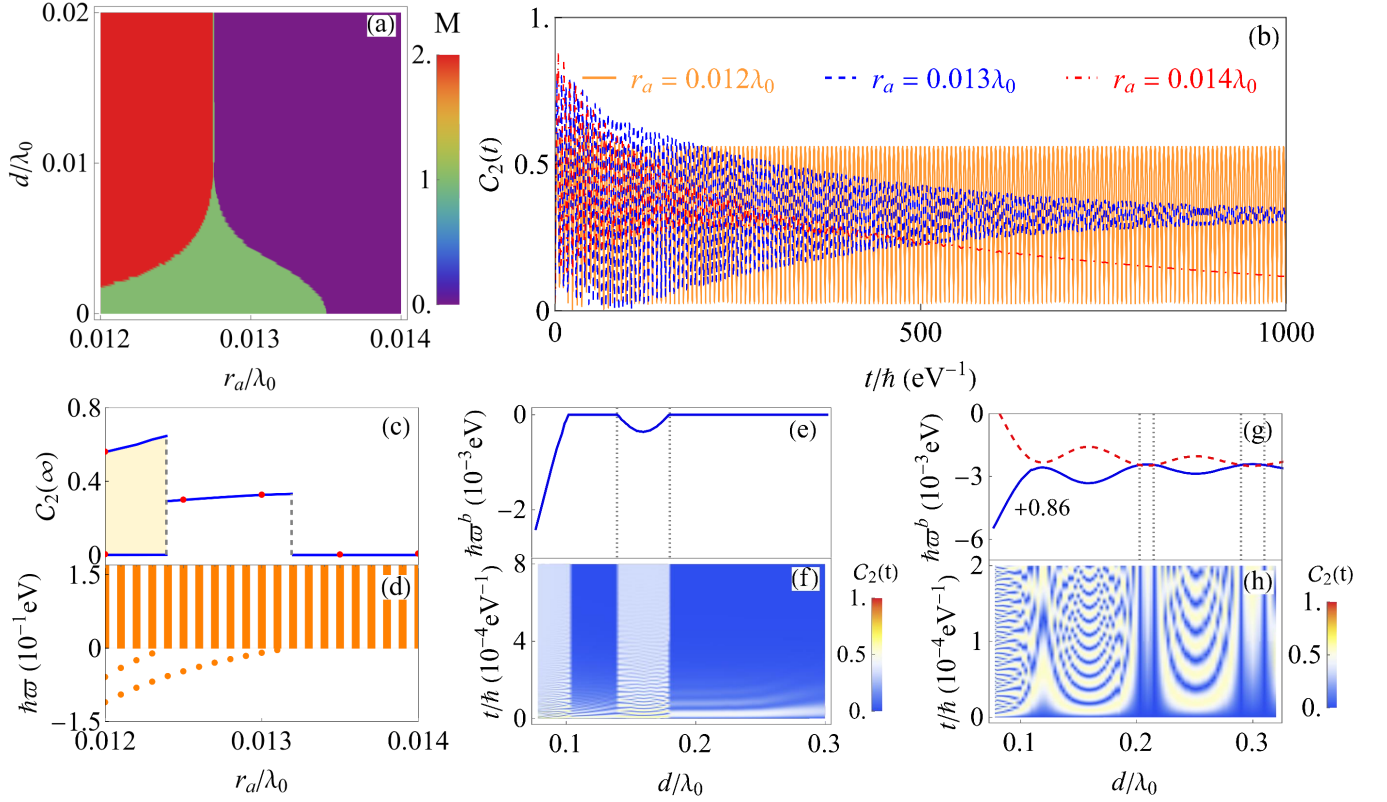 (a)
M
0.02
0.01
0
d/λ₀
2.
1
0.
0.012
0.013
0.014
rₐ/λ₀
(b)
1.
0.5
0
C₂(t)
rₐ = 0.012λ₀
rₐ = 0.013λ₀
rₐ = 0.014λ₀
0
500
1000
t/ℏ (eV⁻¹)
(c)
0.8
0.4
0
C₂(∞)
(d)
1.5
0
−1.5
ℏϖ (10⁻¹eV)
0.012
0.013
0.014
rₐ/λ₀
(e)
0
−2
ℏϖᵇ (10⁻³eV)
(f)
8
4
0
t/ℏ (10⁻⁴eV⁻¹)
C₂(t)
1
0.5
0.
0.1
0.2
0.3
d/λ₀
(g)
0
−3
−6
ℏϖᵇ (10⁻³eV)
+0.86
(h)
2
1
0
t/ℏ (10⁻⁴eV⁻¹)
C₂(t)
1
0.5
0.
0.1
0.2
0.3
d/λ₀